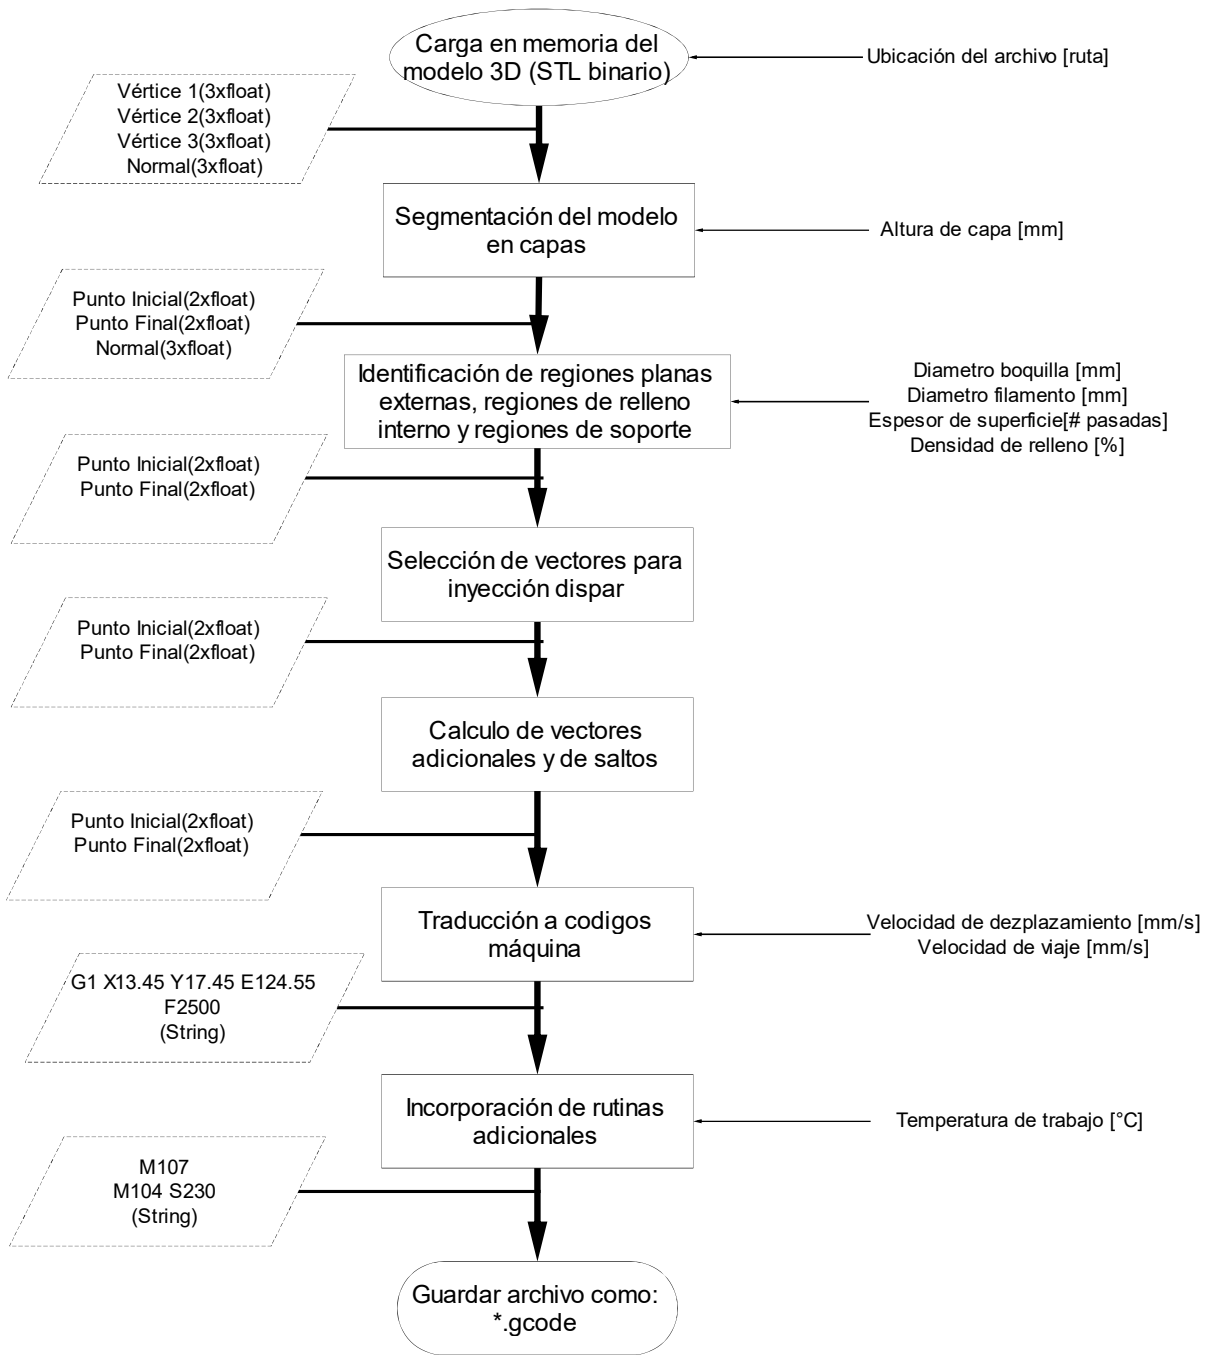 Carga en memoria del
modelo 3D (STL binario)
Ubicación del archivo [ruta]
Vértice 1(3xfloat)
Vértice 2(3xfloat)
Vértice 3(3xfloat)
Normal(3xfloat)
Segmentación del modelo
en capas
Altura de capa [mm]
Punto Inicial(2xfloat)
Punto Final(2xfloat)
Normal(3xfloat)
Identificación de regiones planas
externas, regiones de relleno
interno y regiones de soporte
Diametro boquilla [mm]
Diametro filamento [mm]
Espesor de superficie[# pasadas]
Densidad de relleno [%]
Punto Inicial(2xfloat)
Punto Final(2xfloat)
Selección de vectores para
inyección dispar
Punto Inicial(2xfloat)
Punto Final(2xfloat)
Calculo de vectores
adicionales y de saltos
Punto Inicial(2xfloat)
Punto Final(2xfloat)
Traducción a codigos
máquina
Velocidad de dezplazamiento [mm/s]
Velocidad de viaje [mm/s]
G1 X13.45 Y17.45 E124.55
F2500
(String)
Incorporación de rutinas
adicionales
Temperatura de trabajo [°C]
M107
M104 S230
(String)
Guardar archivo como:
*.gcode